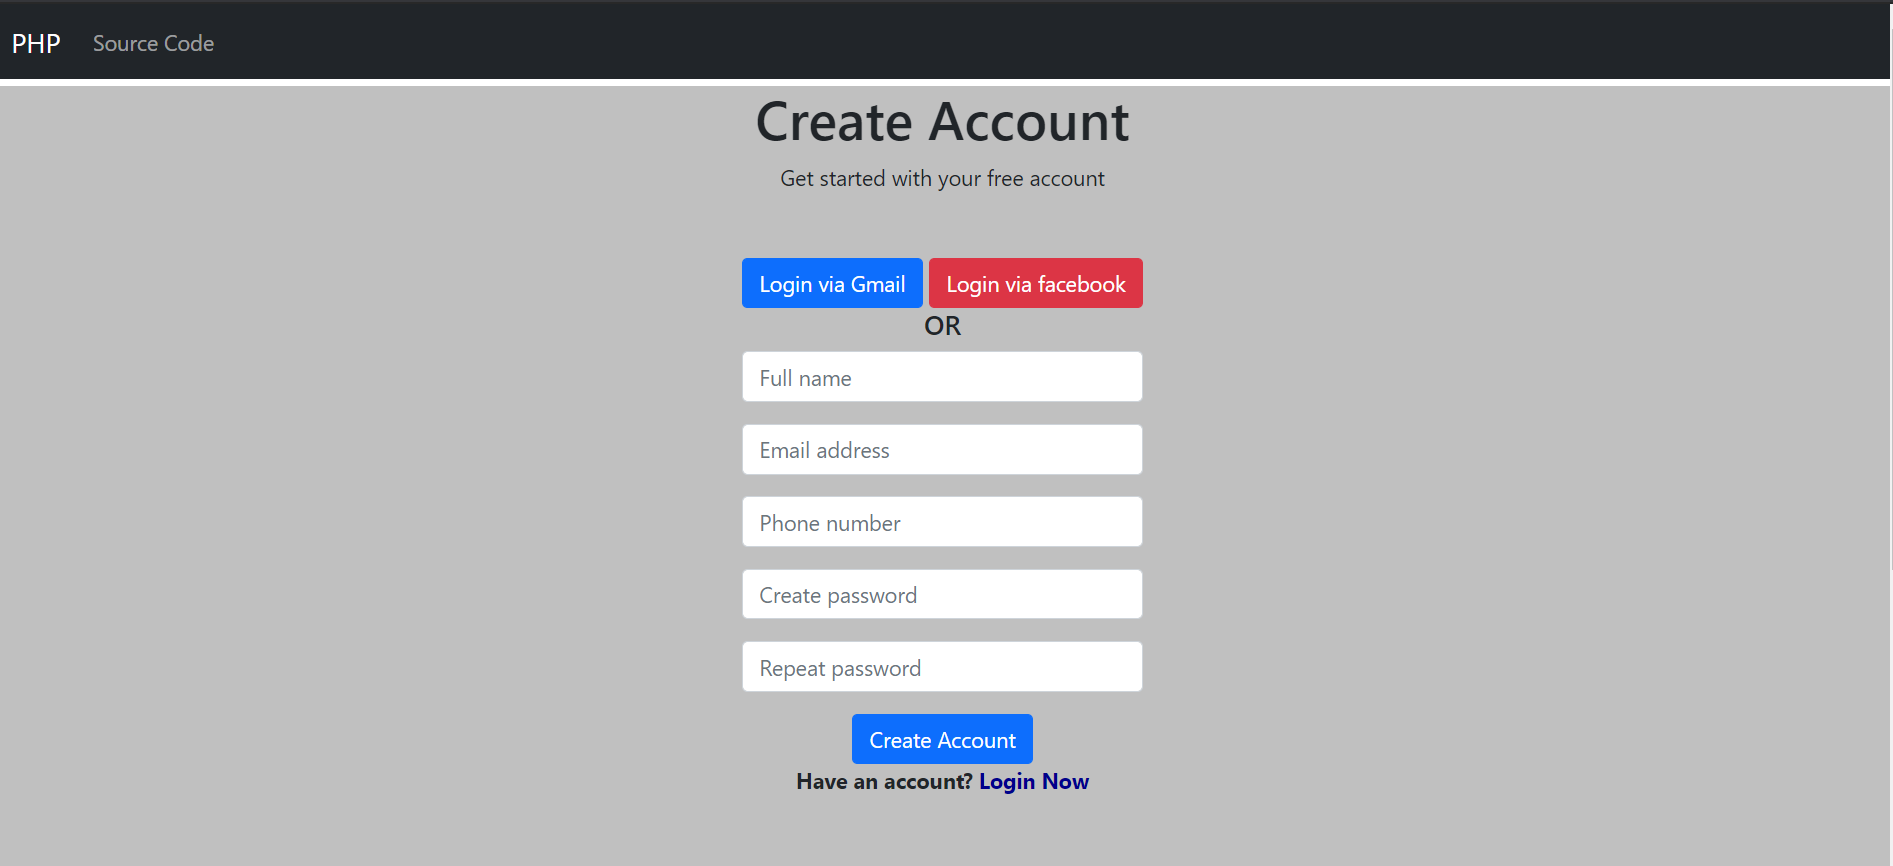 PHP Source Code
Create Account
Get started with your free account
Login via Gmail Login via facebook
OR
Full name
Email address
Phone number
Create password
Repeat password
Create Account
Have an account? Login Now